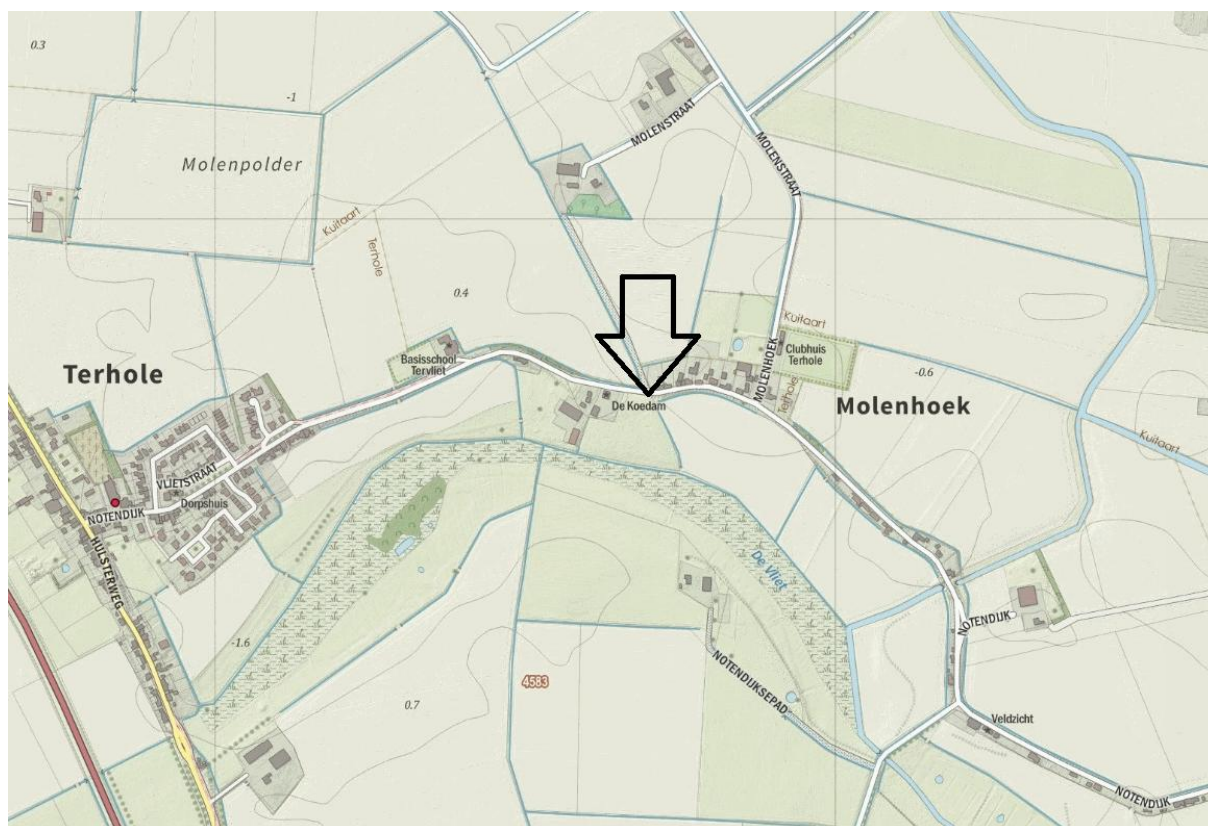 0.3
-1
Molenpolder
MOLENSTRAAT
MOLENSTRAAT
Kuitaart
Terhole
0.4
Kuitaart
Basisschool
Tervliet
MOLENHOEK
Clubhuis
Terhole
-0.6
Terhole
Terhole
De Koedam
Molenhoek
Kuitaart
VLIETSTRAAT
Dorpshuis
NOTENDIJK
HULSTERWEG
De Vliet
NOTENDIJK
-1.6
4583
NOTENDIJKSEPAD
0.7
Veldzicht
NOTENDIJK